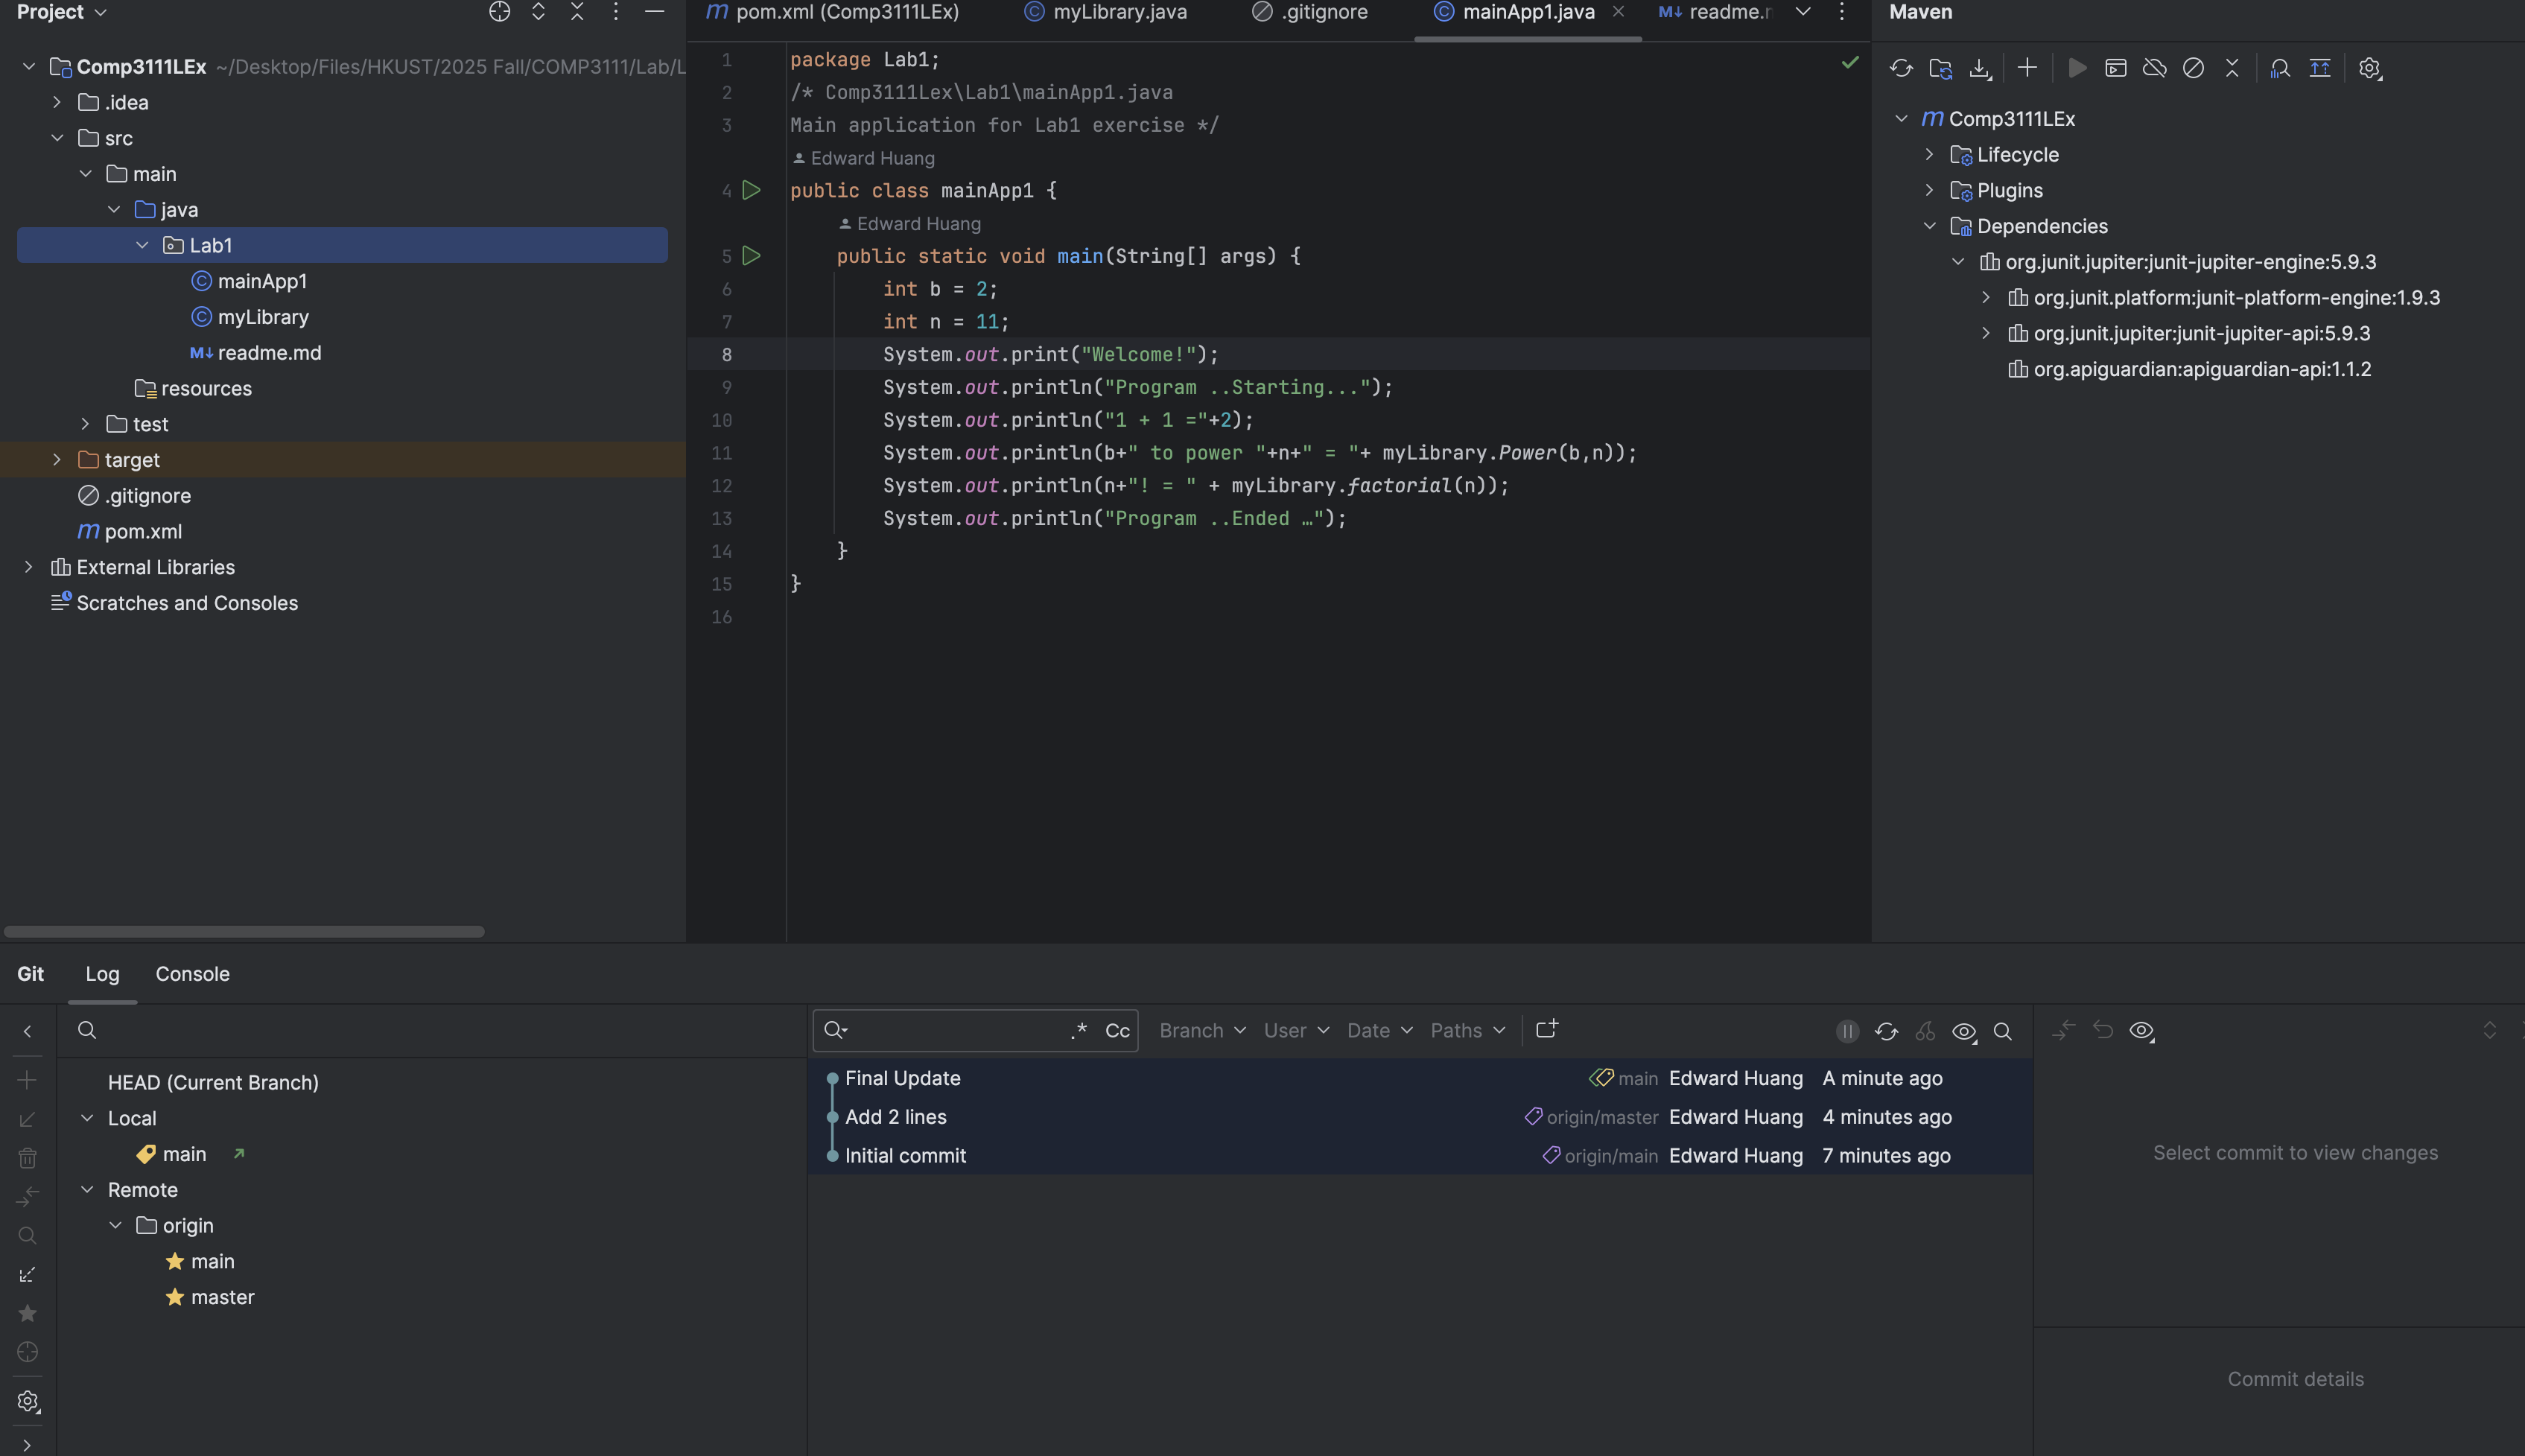 Project
Comp3111LEx ~/Desktop/Files/HKUST/2025 Fall/COMP3111/Lab/L
.idea
src
main
java
Lab1
mainApp1
myLibrary
M↓ readme.md
resources
test
target
.gitignore
m pom.xml
External Libraries
Scratches and Consoles
m pom.xml (Comp3111LEx)
C myLibrary.java
.gitignore
C mainApp1.java
M↓ readme.
1 package Lab1;
2 /* Comp3111Lex\Lab1\mainApp1.java
3 Main application for Lab1 exercise */
Edward Huang
4 public class mainApp1 {
Edward Huang
5 public static void main(String[] args) {
6 int b = 2;
7 int n = 11;
8 System.out.print("Welcome!");
9 System.out.println("Program ..Starting...");
10 System.out.println("1 + 1 ="+2);
11 System.out.println(b+" to power "+n+" = "+ myLibrary.Power(b,n));
12 System.out.println(n+"! = " + myLibrary.factorial(n));
13 System.out.println("Program ..Ended …");
14 }
15 }
16
Maven
m Comp3111LEx
Lifecycle
Plugins
Dependencies
org.junit.jupiter:junit-jupiter-engine:5.9.3
org.junit.platform:junit-platform-engine:1.9.3
org.junit.jupiter:junit-jupiter-api:5.9.3
org.apiguardian:apiguardian-api:1.1.2
Git Log Console
HEAD (Current Branch)
Local
main
Remote
origin
main
master
.* Cc Branch User Date Paths
Final Update main Edward Huang A minute ago
Add 2 lines origin/master Edward Huang 4 minutes ago
Initial commit origin/main Edward Huang 7 minutes ago
Select commit to view changes
Commit details